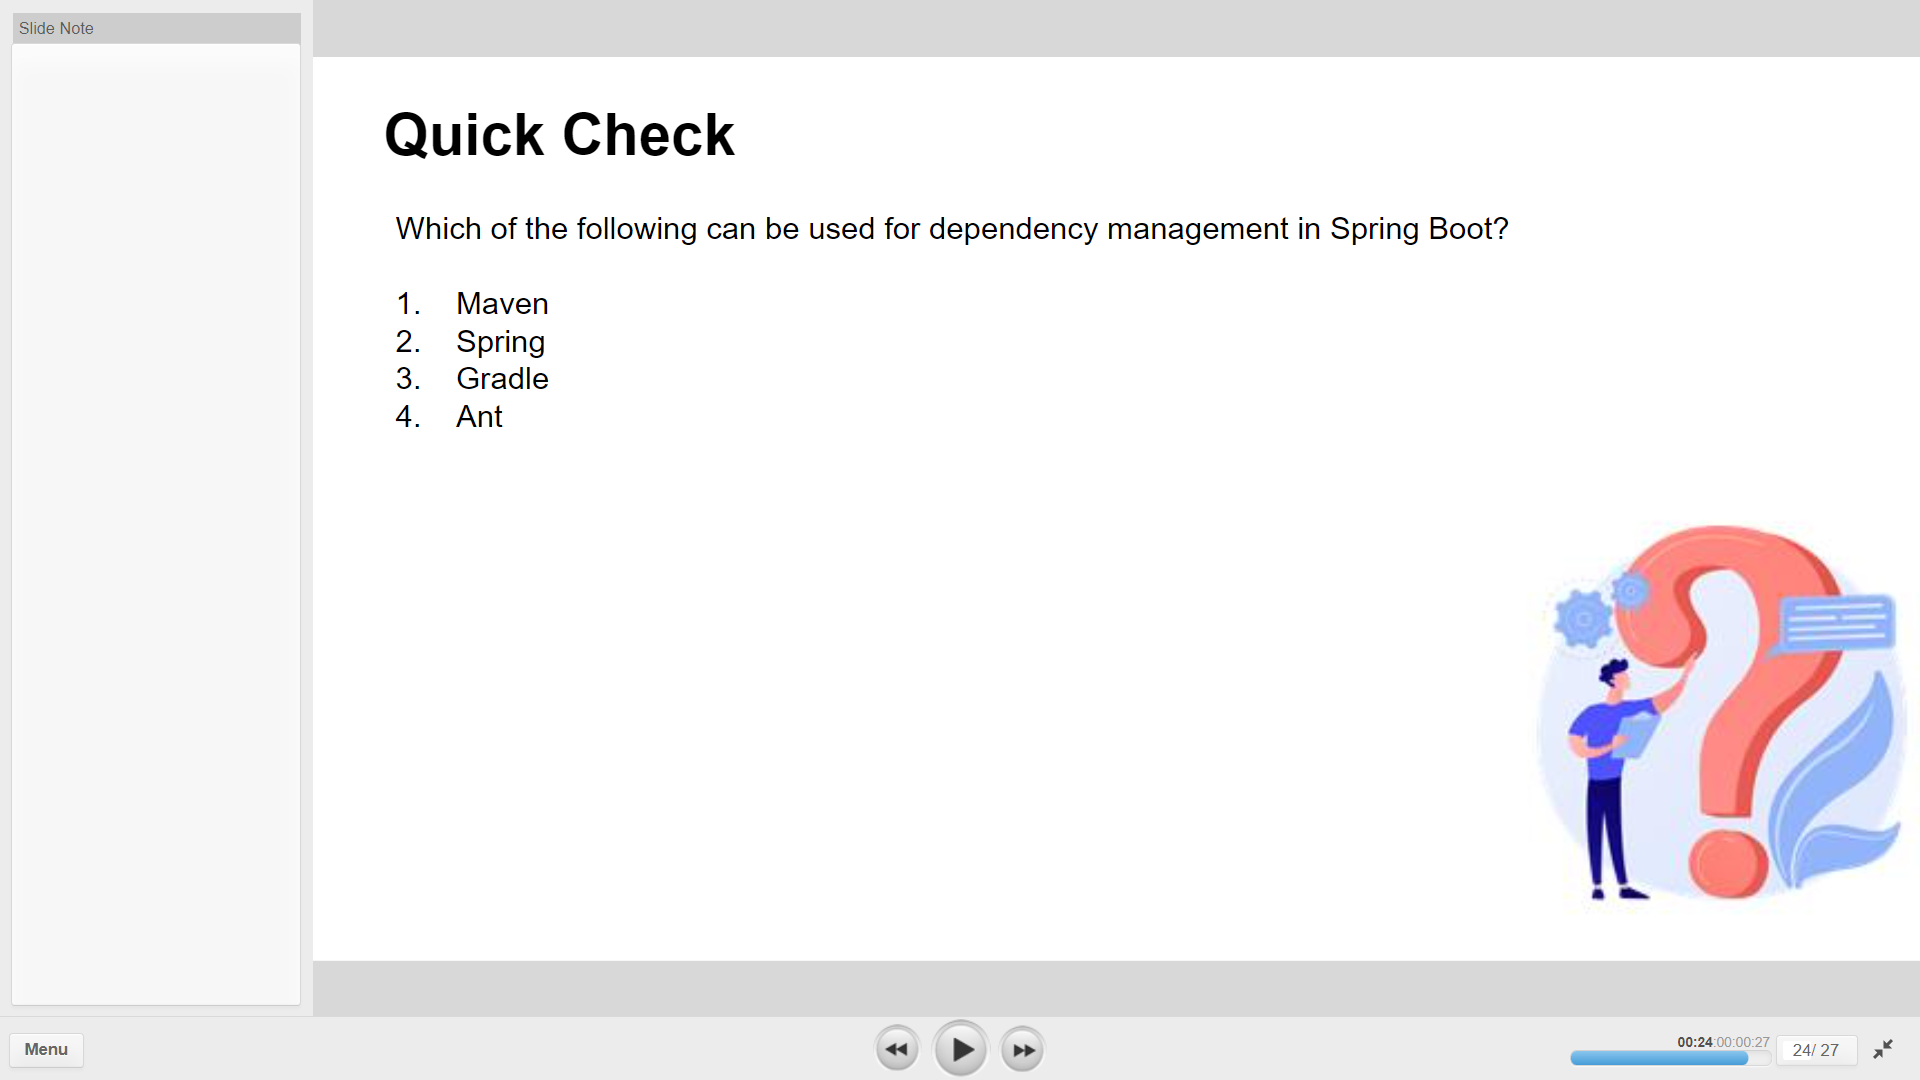 Slide Note
Quick Check
Which of the following can be used for dependency management in Spring Boot?
1. Maven
2. Spring
3. Gradle
4. Ant
Menu
00:24:00:00:27
24/ 27